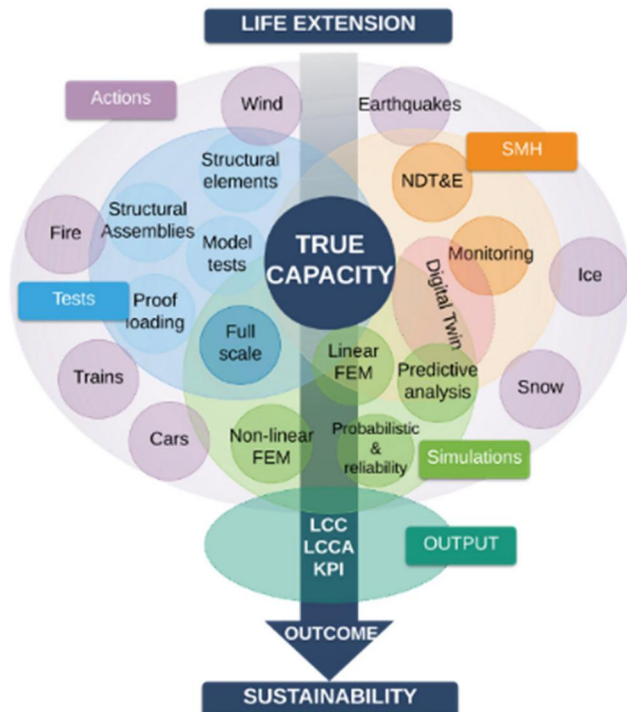 LIFE EXTENSION
Actions
Wind
Earthquakes
SMH
Structural
elements
NDT&E
Structural
Assemblies
Fire
Model
tests
TRUE
CAPACITY
Monitoring
Ice
Digital Twin
Tests
Proof
loading
Full
scale
Linear
FEM
Predictive
analysis
Trains
Snow
Cars
Non-linear
FEM
Probabilistic
&
reliability
Simulations
LCC
LCCA
KPI
OUTPUT
OUTCOME
SUSTAINABILITY